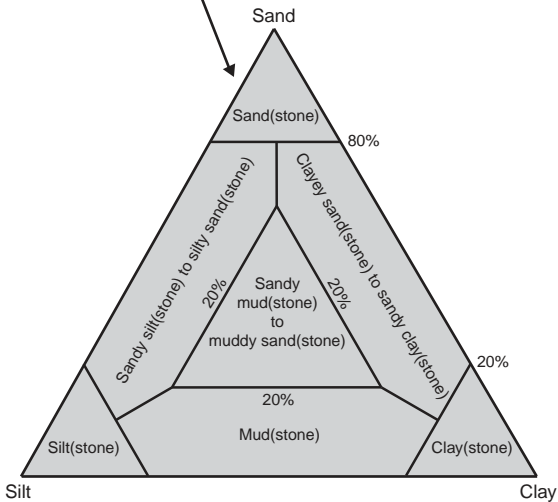 Sand
Sand(stone)
80%
Sandy silt(stone) to silty sand(stone)
Clayey sand(stone) to sandy clay(stone)
20%
20%
Sandy
mud(stone)
to
muddy sand(stone)
20%
20%
Mud(stone)
Silt(stone)
Clay(stone)
Silt
Clay